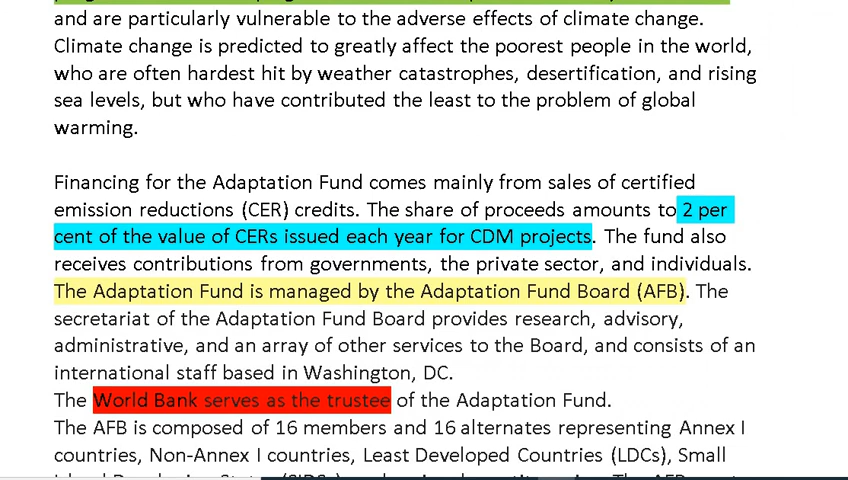 and are particularly vulnerable to the adverse effects of climate change.
Climate change is predicted to greatly affect the poorest people in the world,
who are often hardest hit by weather catastrophes, desertification, and rising
sea levels, but who have contributed the least to the problem of global
warming.
Financing for the Adaptation Fund comes mainly from sales of certified
emission reductions (CER) credits. The share of proceeds amounts to 2 per
cent of the value of CERs issued each year for CDM projects. The fund also
receives contributions from governments, the private sector, and individuals.
The Adaptation Fund is managed by the Adaptation Fund Board (AFB). The
secretariat of the Adaptation Fund Board provides research, advisory,
administrative, and an array of other services to the Board, and consists of an
international staff based in Washington, DC.
The World Bank serves as the trustee of the Adaptation Fund.
The AFB is composed of 16 members and 16 alternates representing Annex I
countries, Non-Annex I countries, Least Developed Countries (LDCs), Small